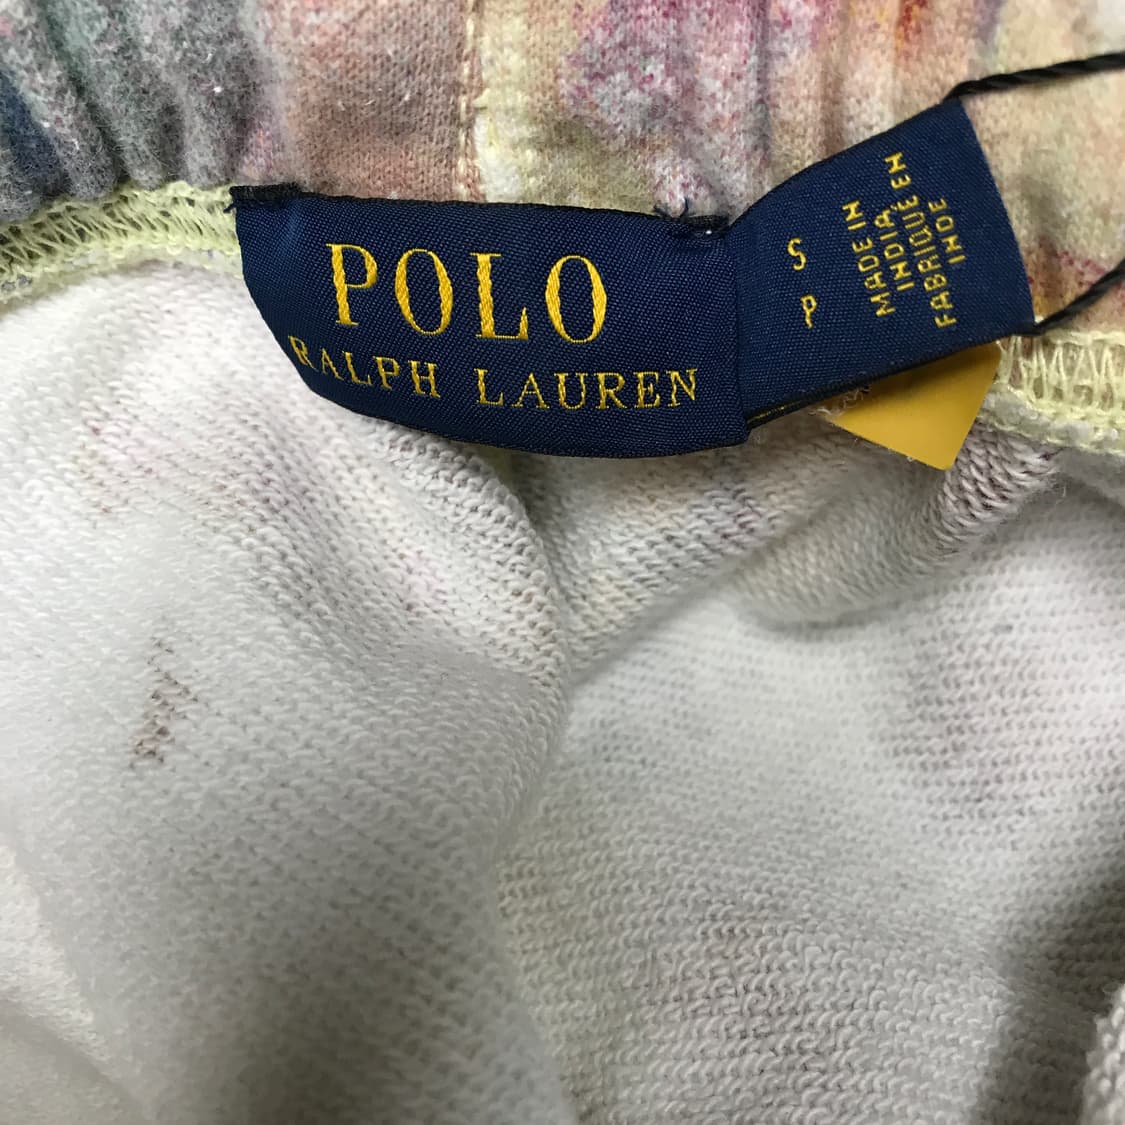 POLO
RALPH LAUREN
S
P
MADE IN
INDIA
FABRIQUÉ EN
INDE